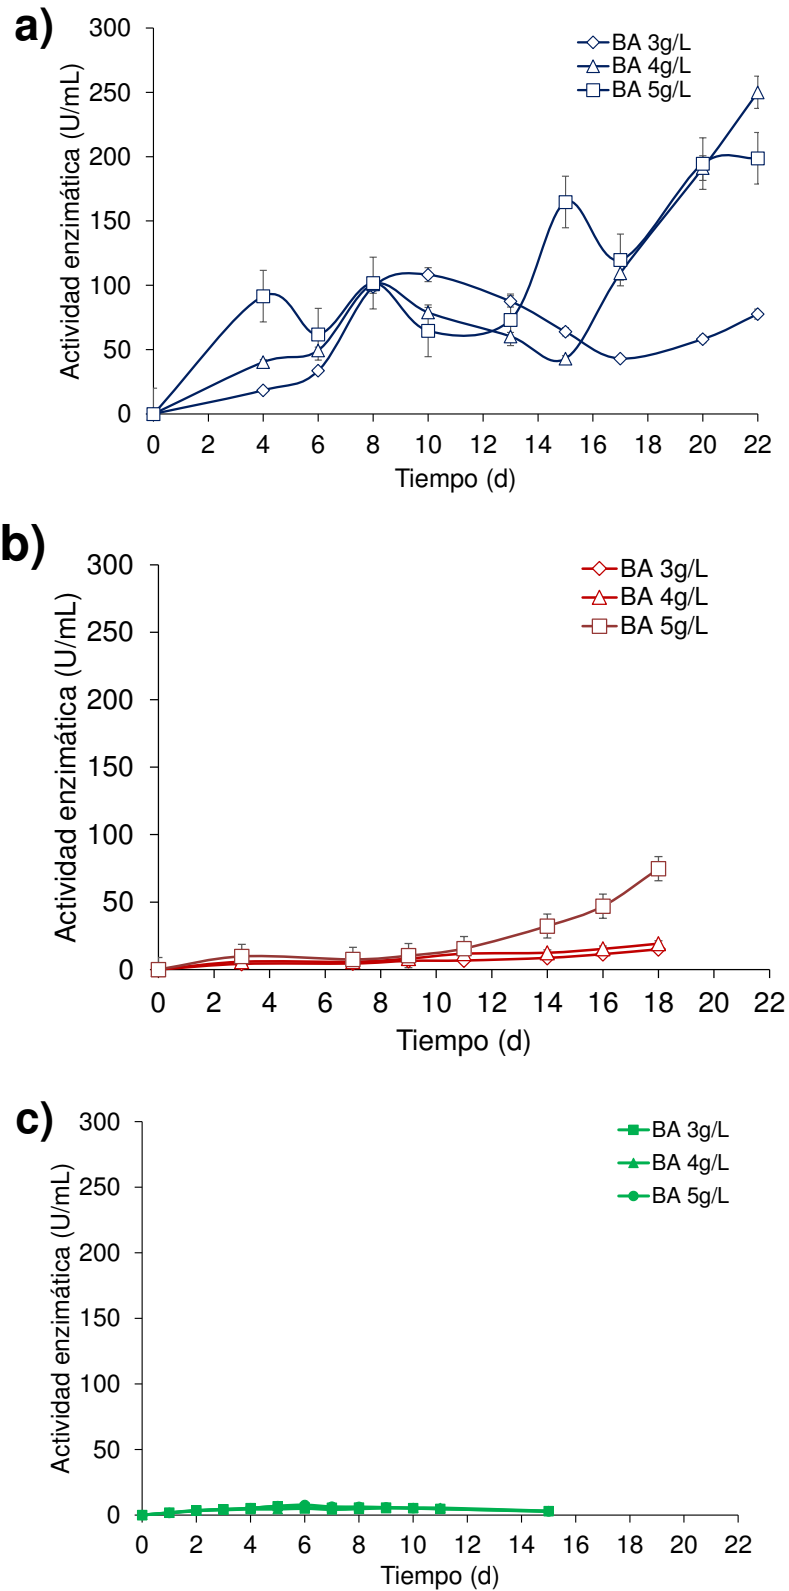 a)
300
250
200
150
100
50
0
Actividad enzimática (U/mL)
BA 3g/L
BA 4g/L
BA 5g/L
0 2 4 6 8 10 12 14 16 18 20 22
Tiempo (d)
b)
300
250
200
150
100
50
0
Actividad enzimática (U/mL)
BA 3g/L
BA 4g/L
BA 5g/L
0 2 4 6 8 10 12 14 16 18 20 22
Tiempo (d)
c)
300
250
200
150
100
50
0
Actividad enzimática (U/mL)
BA 3g/L
BA 4g/L
BA 5g/L
0 2 4 6 8 10 12 14 16 18 20 22
Tiempo (d)